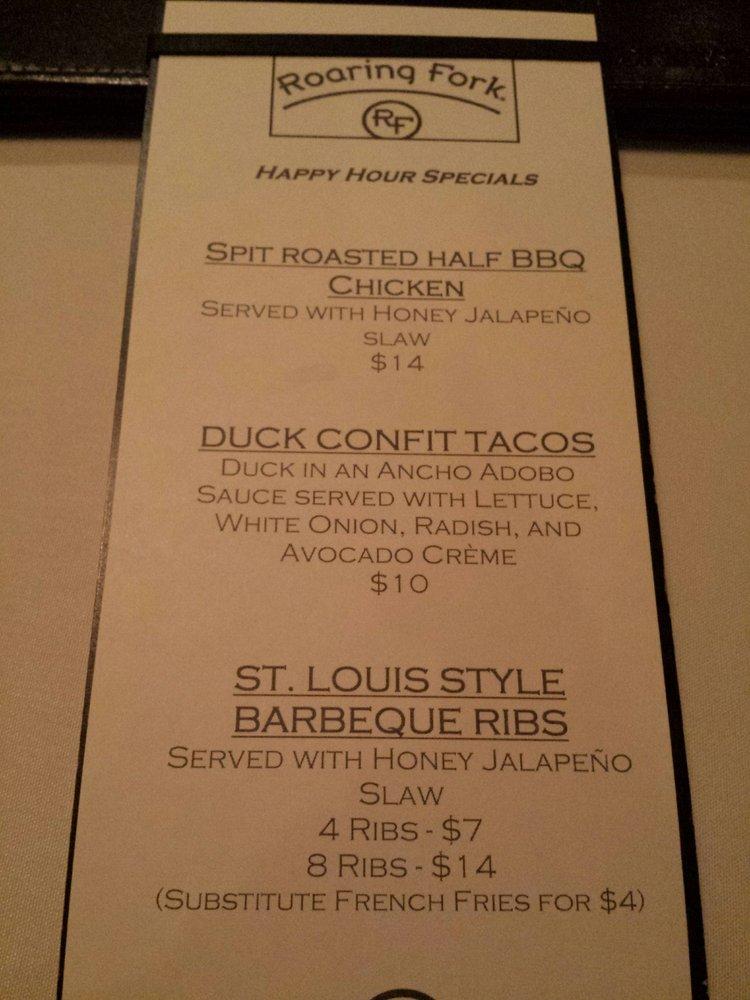 Roaring Fork
RF
HAPPY HOUR SPECIALS
SPIT ROASTED HALF BBQ
CHICKEN
SERVED WITH HONEY JALAPEÑO
SLAW
$14
DUCK CONFIT TACOS
DUCK IN AN ANCHO ADOBO
SAUCE SERVED WITH LETTUCE,
WHITE ONION, RADISH, AND
AVOCADO CRÈME
$10
ST. LOUIS STYLE
BARBEQUE RIBS
SERVED WITH HONEY JALAPEÑO
SLAW
4 RIBS - $7
8 RIBS - $14
(SUBSTITUTE FRENCH FRIES FOR $4)